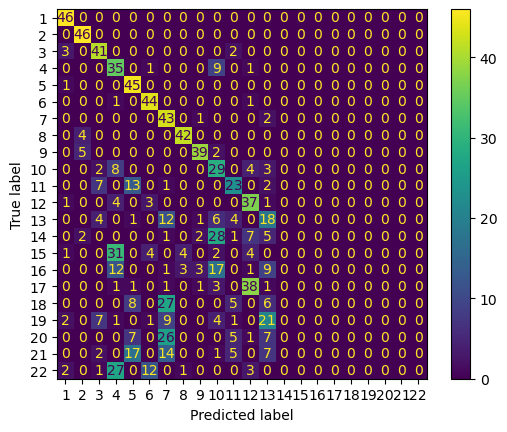 1 46 0 0 0 0 0 0 0 0 0 0 0 0 0 0 0 0 0 0 0 0 0
2 0 46 0 0 0 0 0 0 0 0 0 0 0 0 0 0 0 0 0 0 0 0
3 3 0 41 0 0 0 0 0 0 0 2 0 0 0 0 0 0 0 0 0 0 0
4 0 0 0 35 0 1 0 0 0 9 0 1 0 0 0 0 0 0 0 0 0 0
5 1 0 0 0 45 0 0 0 0 0 0 0 0 0 0 0 0 0 0 0 0 0
6 0 0 0 1 0 44 0 0 0 0 0 1 0 0 0 0 0 0 0 0 0 0
7 0 0 0 0 0 0 43 0 1 0 0 0 2 0 0 0 0 0 0 0 0 0
8 0 4 0 0 0 0 0 42 0 0 0 0 0 0 0 0 0 0 0 0 0 0
9 0 5 0 0 0 0 0 0 39 2 0 0 0 0 0 0 0 0 0 0 0 0
10 0 0 2 8 0 0 0 0 0 29 0 4 3 0 0 0 0 0 0 0 0 0
11 0 0 7 0 13 0 1 0 0 0 23 0 2 0 0 0 0 0 0 0 0 0
12 1 0 0 4 0 3 0 0 0 0 0 37 1 0 0 0 0 0 0 0 0 0
13 0 0 4 0 1 0 12 0 1 6 4 0 18 0 0 0 0 0 0 0 0 0
14 0 2 0 0 0 0 1 0 2 28 1 7 5 0 0 0 0 0 0 0 0 0
15 1 0 0 31 0 4 0 4 0 2 0 4 0 0 0 0 0 0 0 0 0 0
16 0 0 0 12 0 0 1 3 3 17 0 1 9 0 0 0 0 0 0 0 0 0
17 0 0 0 1 1 0 1 0 1 3 0 38 1 0 0 0 0 0 0 0 0 0
18 0 0 0 0 8 0 27 0 0 0 5 0 6 0 0 0 0 0 0 0 0 0
19 2 0 7 1 0 1 9 0 0 4 1 0 21 0 0 0 0 0 0 0 0 0
20 0 0 0 0 7 0 26 0 0 0 5 1 7 0 0 0 0 0 0 0 0 0
21 0 0 2 0 17 0 14 0 0 1 5 0 7 0 0 0 0 0 0 0 0 0
22 2 0 1 27 0 12 0 1 0 0 0 3 0 0 0 0 0 0 0 0 0 0
1 2 3 4 5 6 7 8 9 10 11 12 13 14 15 16 17 18 19 20 21 22
Predicted label
True label
40
30
20
10
0